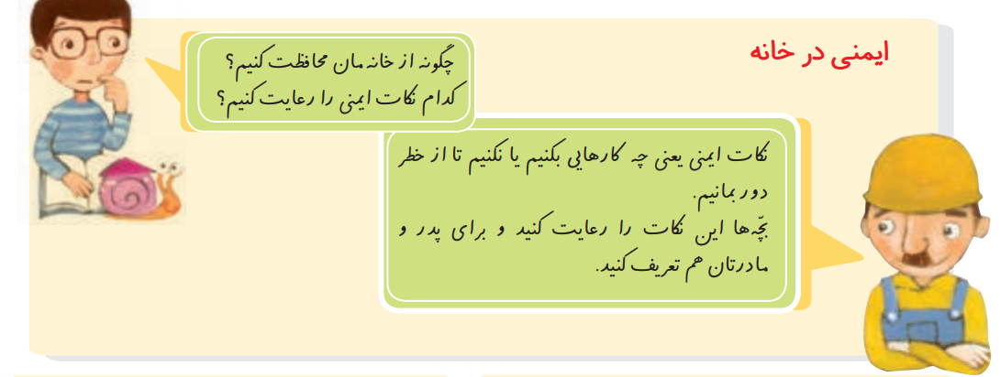 ایمنی در خانه
چگونه از خانه‌مان محافظت کنیم؟
کدام نکات ایمنی را رعایت کنیم؟
نکات ایمنی یعنی چه کارهایی بکنیم یا نکنیم تا از خطر
دور بمانیم.
بچّه‌ها این نکات را رعایت کنید و برای پدر و
مادرتان هم تعریف کنید.